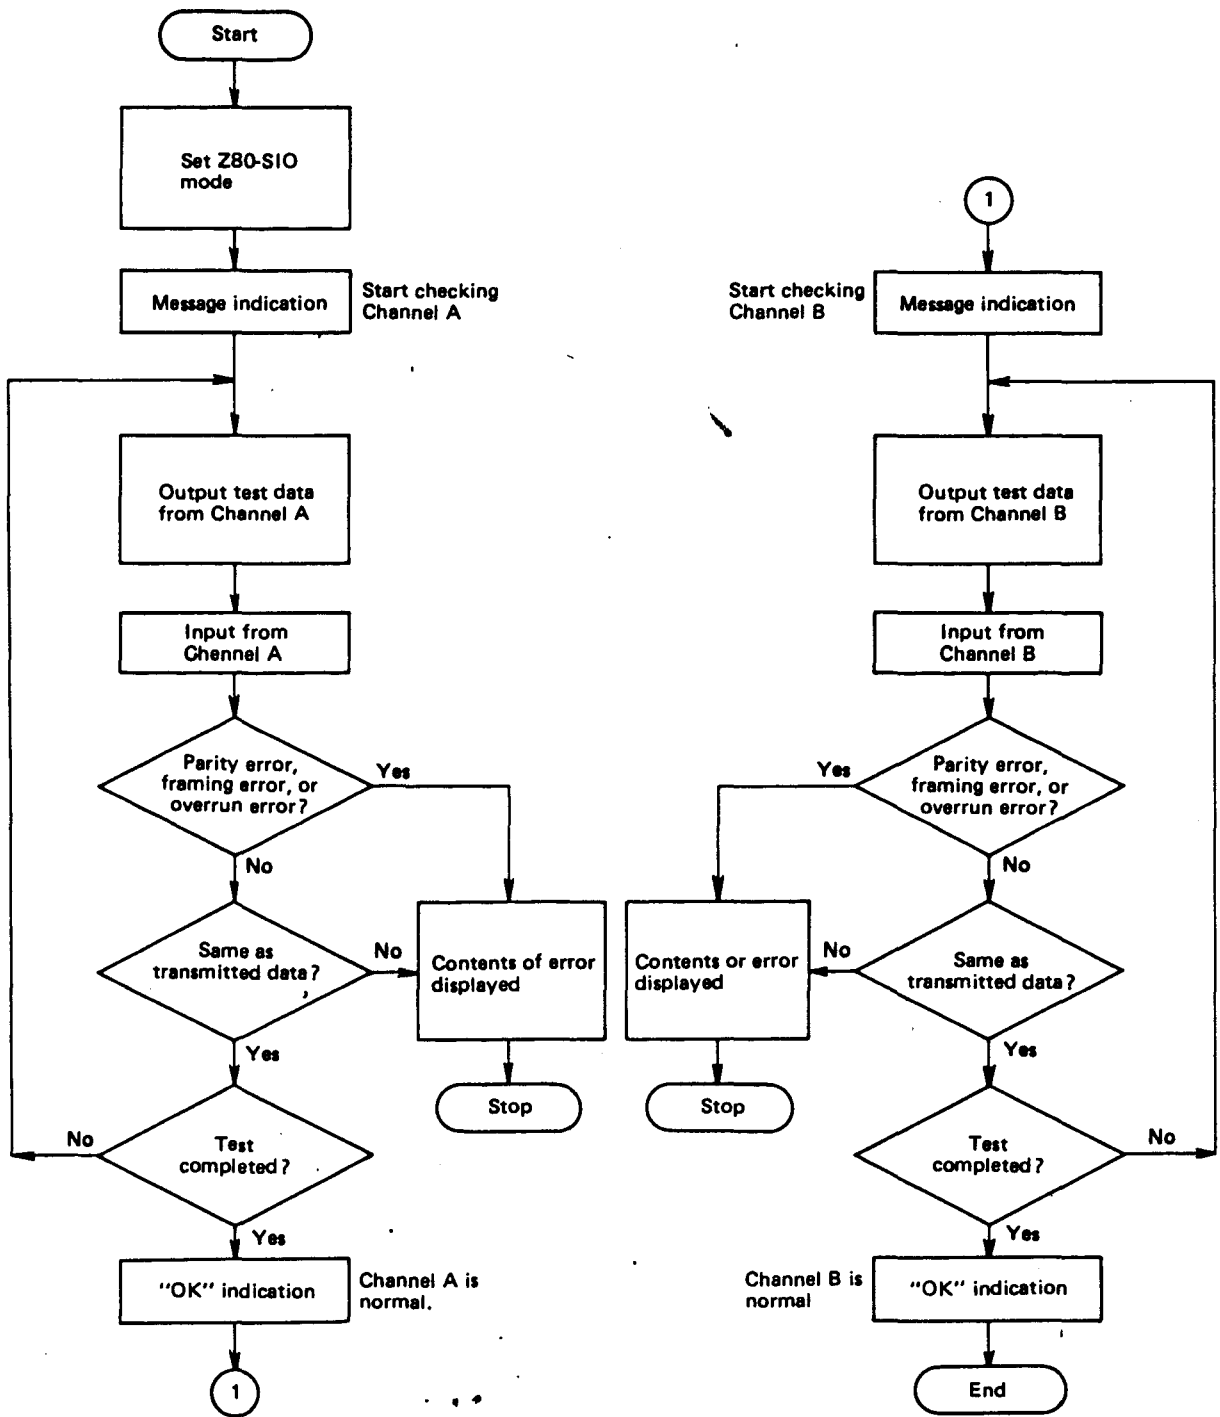 Start
Set Z80-SIO
mode
Message indication
Start checking
Channel A
Output test data
from Channel A
Input from
Chennel A
Parity error,
framing error, or
overrun error?
Yes
No
Same as
transmitted data?
No
Contents of error
displayed
Stop
Yes
Test
completed?
No
Yes
"OK" indication
Channel A is
normal.
1
1
Start checking
Channel B
Message indication
Output test data
from Channel B
Input from
Channel B
Parity error,
framing error, or
overrun error?
Yes
No
Same as
transmitted data?
No
Contents or error
displayed
Stop
Yes
Test
completed?
No
Yes
Channel B is
normal
"OK" indication
End